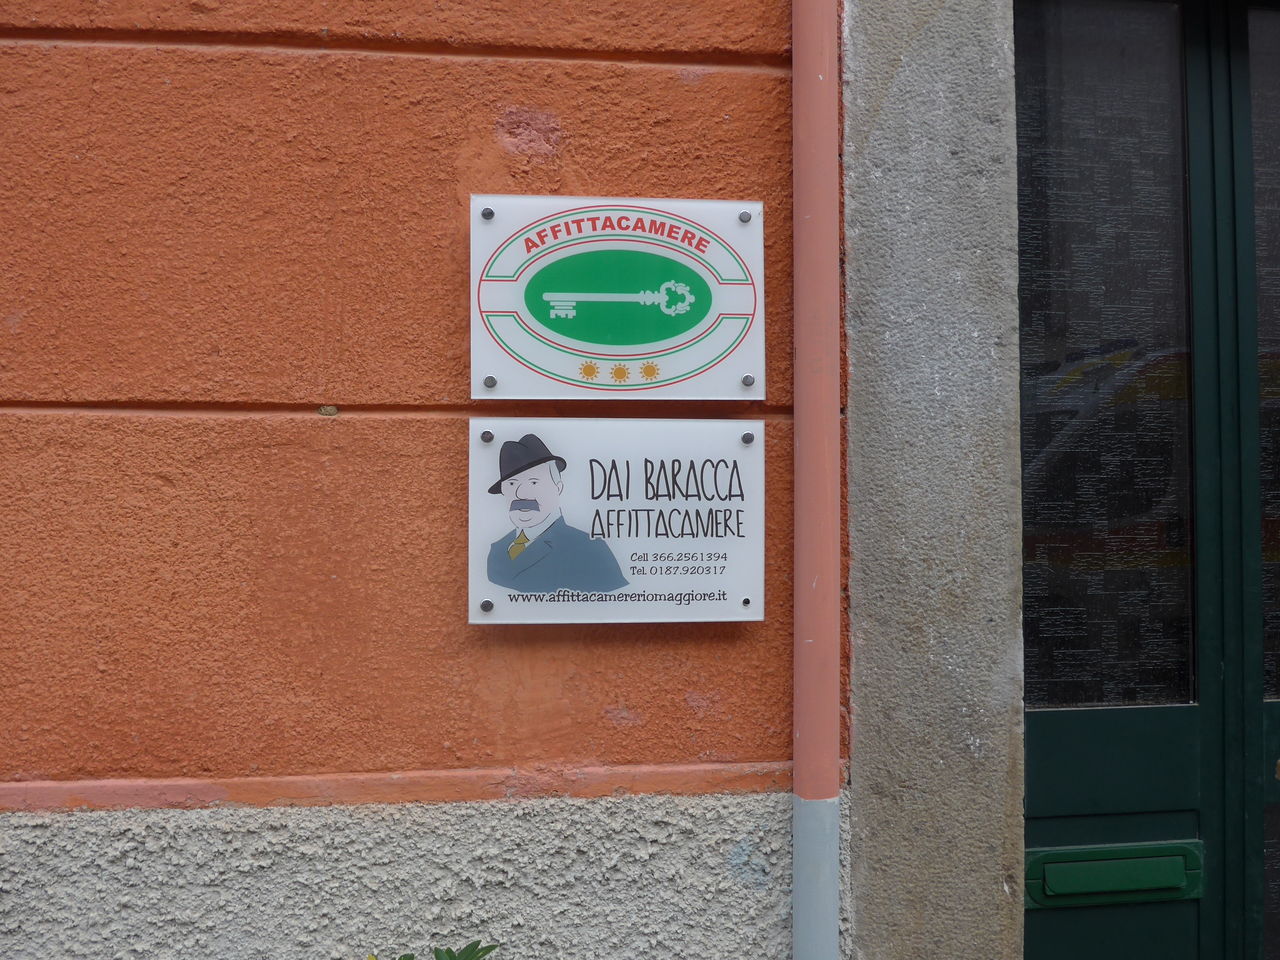 AFFITTACAMERE
DAI BARACCA
AFFITTACAMERE
Cell 366.2561394
Tel. 0187.920317
www.affittacamereriomaggiore.it